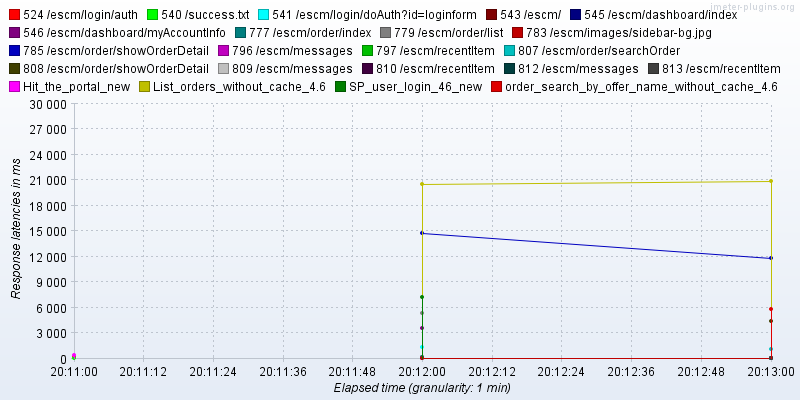 jmeter-plugins.org
524 /escm/login/auth 540 /success.txt 541 /escm/login/doAuth?id=loginform 543 /escm/ 545 /escm/dashboard/index
546 /escm/dashboard/myAccountInfo 777 /escm/order/index 779 /escm/order/list 783 /escm/images/sidebar-bg.jpg
785 /escm/order/showOrderDetail 796 /escm/messages 797 /escm/recentItem 807 /escm/order/searchOrder
808 /escm/order/showOrderDetail 809 /escm/messages 810 /escm/recentItem 812 /escm/messages 813 /escm/recentItem
Hit_the_portal_new List_orders_without_cache_4.6 SP_user_login_46_new order_search_by_offer_name_without_cache_4.6
Response latencies in ms
30 000
27 000
24 000
21 000
18 000
15 000
12 000
9 000
6 000
3 000
0
20:11:00 20:11:12 20:11:24 20:11:36 20:11:48 20:12:00 20:12:12 20:12:24 20:12:36 20:12:48 20:13:00
Elapsed time (granularity: 1 min)